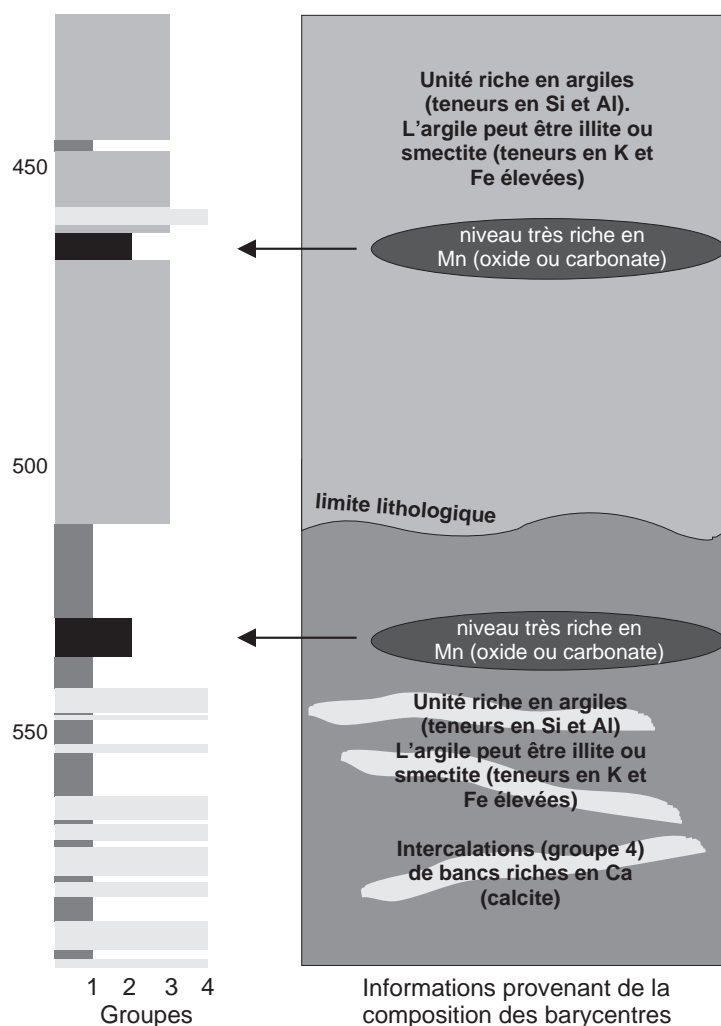 Unité riche en argiles
(teneurs en Si et Al).
L'argile peut être illite ou
smectite (teneurs en K et
Fe élevées)
450
niveau très riche en
Mn (oxide ou carbonate)
500
limite lithologique
niveau très riche en
Mn (oxide ou carbonate)
550
Unité riche en argiles
(teneurs en Si et Al)
L'argile peut être illite ou
smectite (teneurs en K et
Fe élevées)
Intercalations (groupe 4)
de bancs riches en Ca
(calcite)
1 2 3 4
Groupes
Informations provenant de la
composition des barycentres